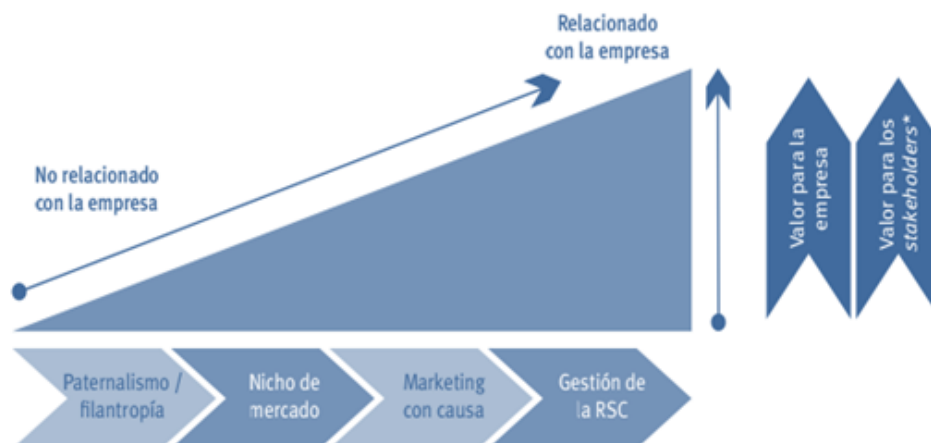 Relacionado
con la empresa
No relacionado
con la empresa
Valor para la
empresa
Valor para los
stakeholders*
Paternalismo /
filantropía
Nicho de
mercado
Marketing
con causa
Gestión de
la RSC